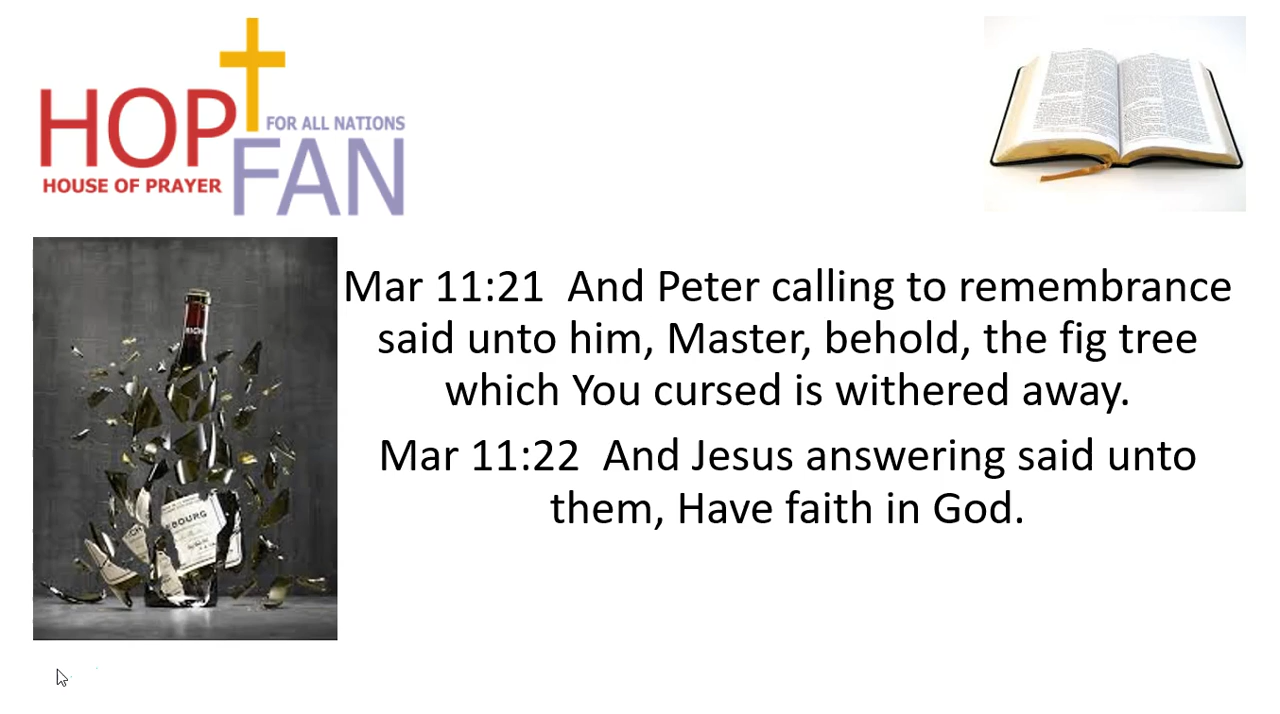 HOP
FOR ALL NATIONS
HOUSE OF PRAYER
FAN
Mar 11:21  And Peter calling to remembrance
said unto him, Master, behold, the fig tree
which You cursed is withered away.
Mar 11:22  And Jesus answering said unto
them, Have faith in God.
RICH
EBOURG